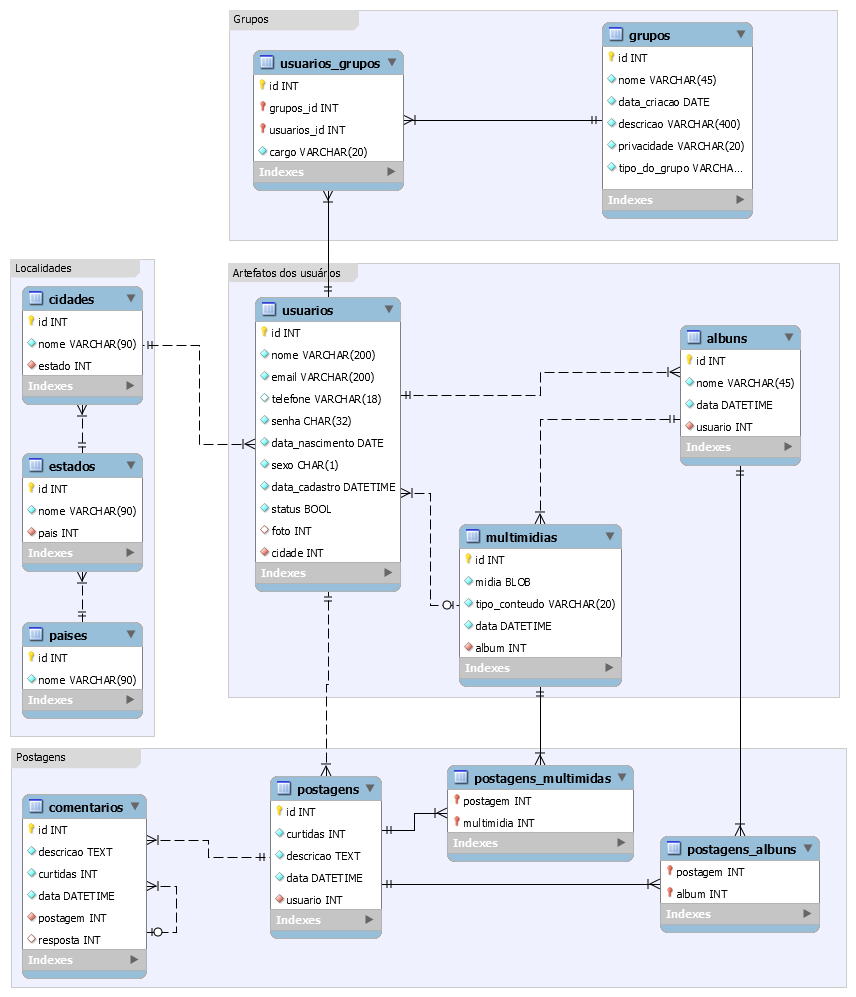 Grupos
usuarios_grupos
id INT
grupos_id INT
usuarios_id INT
cargo VARCHAR(20)
Indexes
grupos
id INT
nome VARCHAR(45)
data_criacao DATE
descricao VARCHAR(400)
privacidade VARCHAR(20)
tipo_do_grupo VARCHA...
Indexes
Localidades
cidades
id INT
nome VARCHAR(90)
estado INT
Indexes
estados
id INT
nome VARCHAR(90)
pais INT
Indexes
paises
id INT
nome VARCHAR(90)
Indexes
Artefatos dos usuários
usuarios
id INT
nome VARCHAR(200)
email VARCHAR(200)
telefone VARCHAR(18)
senha CHAR(32)
data_nascimento DATE
sexo CHAR(1)
data_cadastro DATETIME
status BOOL
foto INT
cidade INT
Indexes
albuns
id INT
nome VARCHAR(45)
data DATETIME
usuario INT
Indexes
multimidias
id INT
midia BLOB
tipo_conteudo VARCHAR(20)
data DATETIME
album INT
Indexes
Postagens
comentarios
id INT
descricao TEXT
curtidas INT
data DATETIME
postagem INT
resposta INT
Indexes
postagens
id INT
curtidas INT
descricao TEXT
data DATETIME
usuario INT
Indexes
postagens_multimidas
postagem INT
multimidia INT
Indexes
postagens_albuns
postagem INT
album INT
Indexes